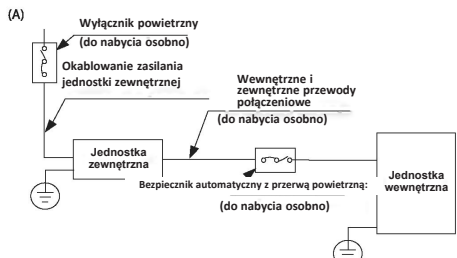 (A)
Wyłącznik powietrzny
(do nabycia osobno)
Okablowanie zasilania
jednostki zewnętrznej
Wewnętrzne i
zewnętrzne przewody
połączeniowe
(do nabycia osobno)
Jednostka
zewnętrzna
Bezpiecznik automatyczny z przerwą powietrzną:
(do nabycia osobno)
Jednostka
wewnętrzna